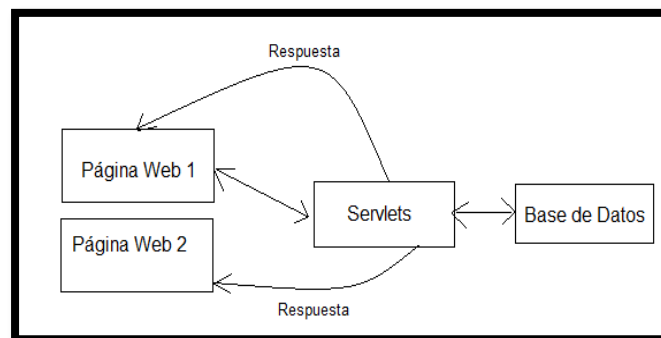 Respuesta
Página Web 1
Servlets
Base de Datos
Página Web 2
Respuesta